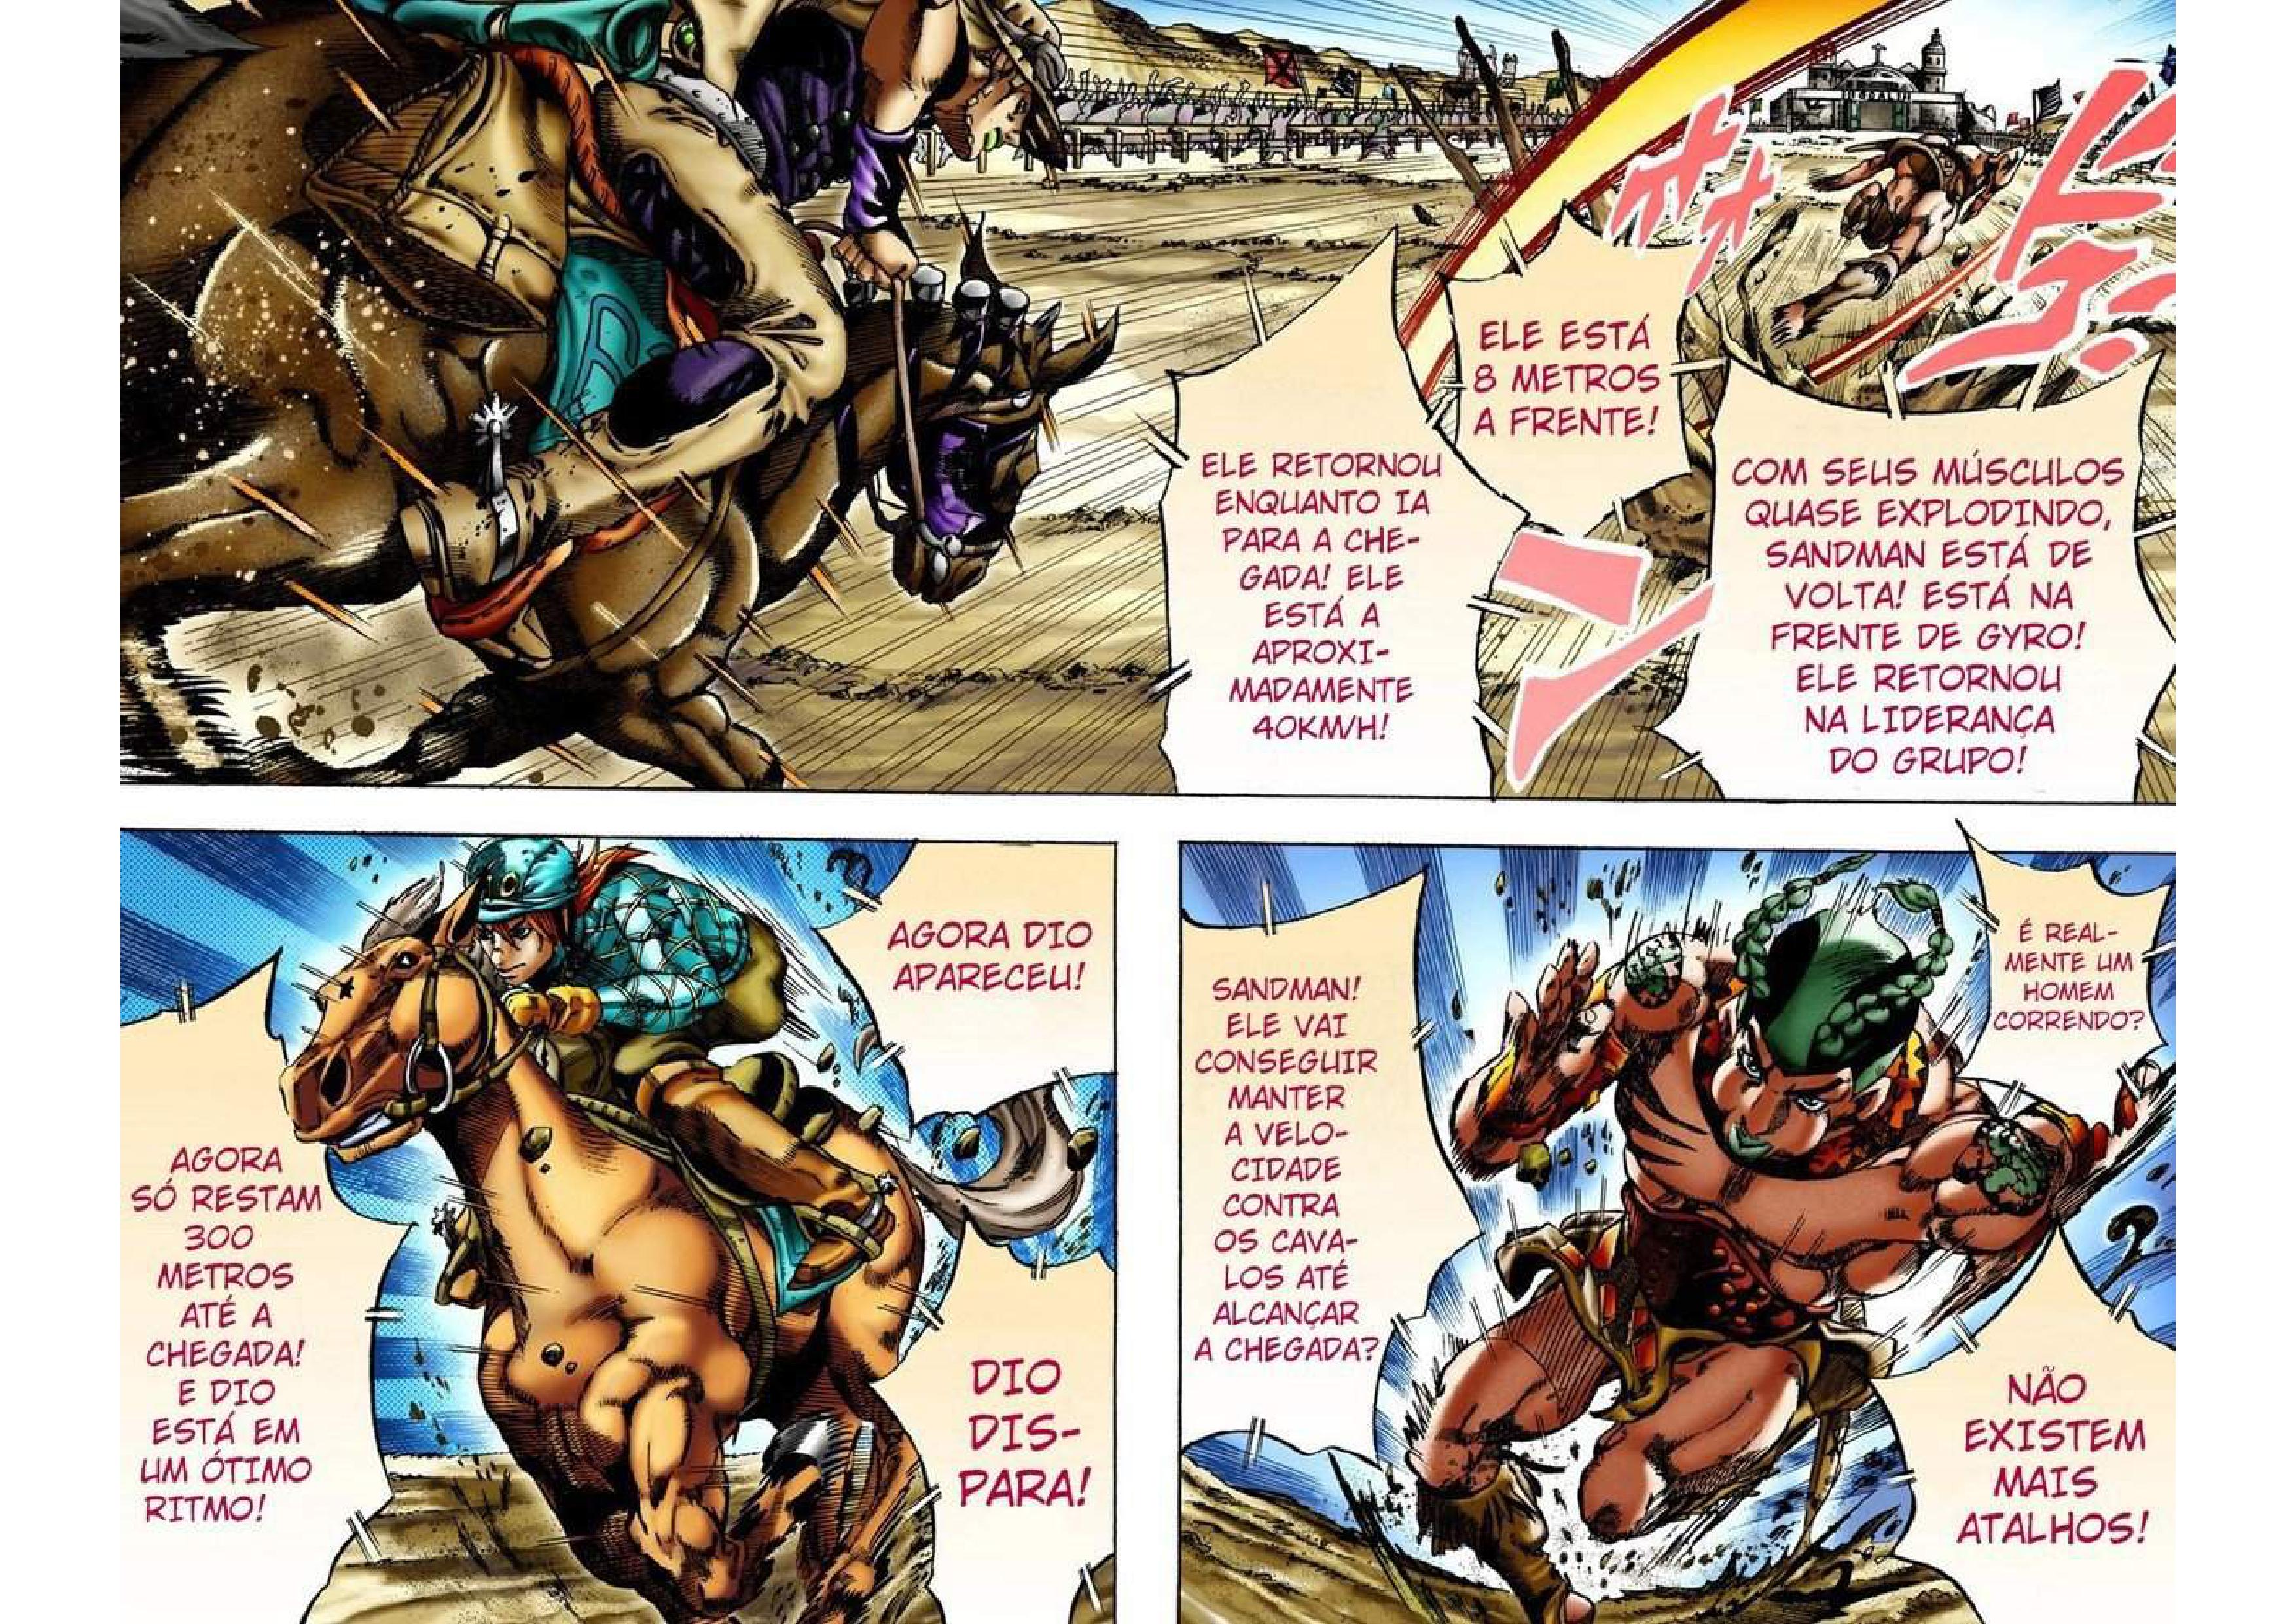 COM SEUS MÚSCULOS
QUASE EXPLODINDO,
SANDMAN ESTÁ DE
VOLTA! ESTÁ NA
FRENTE DE GYRO!
ELE RETORNOU
NA LIDERANÇA
DO GRUPO!
ELE ESTÁ
8 METROS
A FRENTE!
ELE RETORNOU
ENQUANTO IA
PARA A CHE-
GADA! ELE
ESTÁ A
APROXI-
MADAMENTE
40KM/H!
É REAL-
MENTE UM
HOMEM
CORRENDO?
NÃO
EXISTEM
MAIS
ATALHOS!
SANDMAN!
ELE VAI
CONSEGUIR
MANTER
A VELO-
CIDADE
CONTRA
OS CAVA-
LOS ATÉ
ALCANÇAR
A CHEGADA?
AGORA DIO
APARECEU!
DIO
DIS-
PARA!
AGORA
SÓ RESTAM
300
METROS
ATÉ A
CHEGADA!
E DIO
ESTÁ EM
UM ÓTIMO
RITMO!